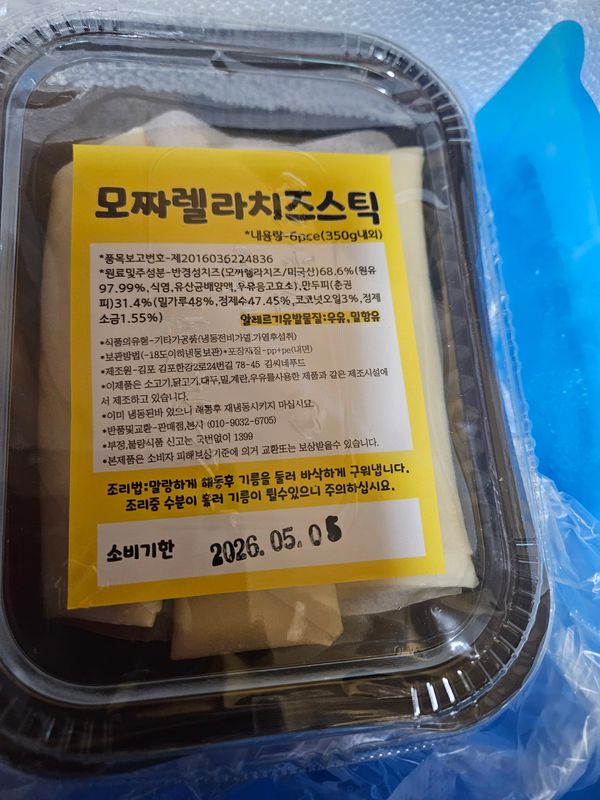 모짜렐라치즈스틱
*내용량-6pce(350g내외)
*품목보고번호-제2016036224836
*원료및주성분-반경성치즈(모짜렐라치즈/미국산)68.6%(원유
97.99%,식염,유산균배양액,우유응고효소),만두피(춘권
피)31.4%(밀가루48%,정제수47.45%,코코넛오일3%,정제
소금1.55%)
알레르기유발물질:우유,밀함유
*식품의유형-기타가공품(냉동전비가열,가열후섭취)
*보관방법(-18도이하냉동보관)*포장재질-pp+pe(내면)
*제조원-김포 김포한강2로24번길 78-45 김씨네푸드
*이제품은 소고기,닭고기,대두,밀,계란,우유를사용한 제품과 같은 제조시설에
서 제조하고 있습니다.
*이미 냉동된바 있으니 해동후 재냉동시키지 마십시요.
*반품및교환-판매점,본사 (010-9032-6705)
*부정,불량식품 신고는 국번없이 1399
*본제품은 소비자 피해보상기준에 의거 교환또는 보상받을수 있습니다.
조리법:말랑하게 해동후 기름을 둘러 바삭하게 구워냅니다.
조리중 수분이 흘러 기름이 튈수있으니 주의하십시요.
소비기한 2026.05.05